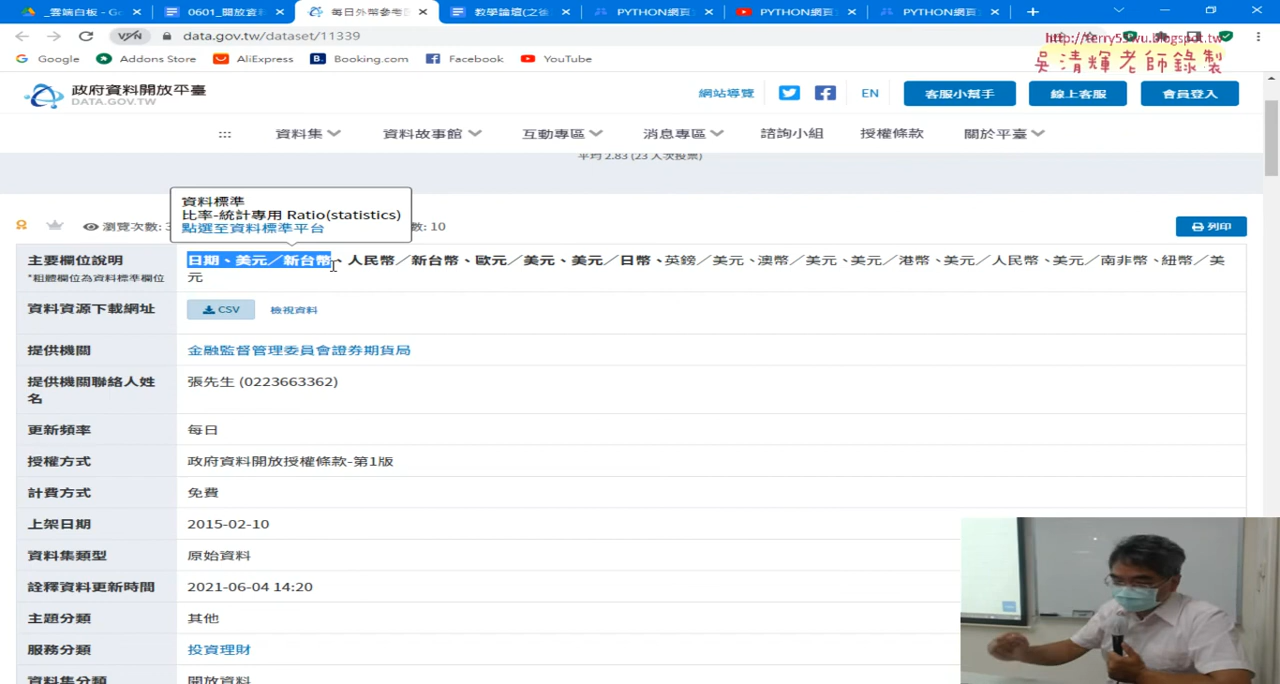 _雲端白板 - Go
0601_開放資料
每日外幣參考匯
教學論壇(之後
PYTHON網頁
PYTHON網頁
PYTHON網頁
VPN
data.gov.tw/dataset/11339
http://terry55wu.blogspot.tw
Google
Addons Store
AliExpress
Booking.com
Facebook
YouTube
吳清輝老師錄製
政府資料開放平臺
DATA.GOV.TW
網站導覽
EN
客服小幫手
線上客服
會員登入
資料集
資料故事館
互動專區
消息專區
諮詢小組
授權條款
關於平臺
平均 2.83 (23 人次投票)
資料標準
比率-統計專用 Ratio(statistics)
點選至資料標準平台
瀏覽次數: 3
數: 10
列印
主要欄位說明
*粗體欄位為資料標準欄位
日期、美元／新台幣、人民幣／新台幣、歐元／美元、美元／日幣、英鎊／美元、澳幣／美元、美元／港幣、美元／人民幣、美元／南非幣、紐幣／美
元
資料資源下載網址
CSV
檢視資料
提供機關
金融監督管理委員會證券期貨局
提供機關聯絡人姓
名
張先生 (0223663362)
更新頻率
每日
授權方式
政府資料開放授權條款-第1版
計費方式
免費
上架日期
2015-02-10
資料集類型
原始資料
詮釋資料更新時間
2021-06-04 14:20
主題分類
其他
服務分類
投資理財
資料集分類
開放資料